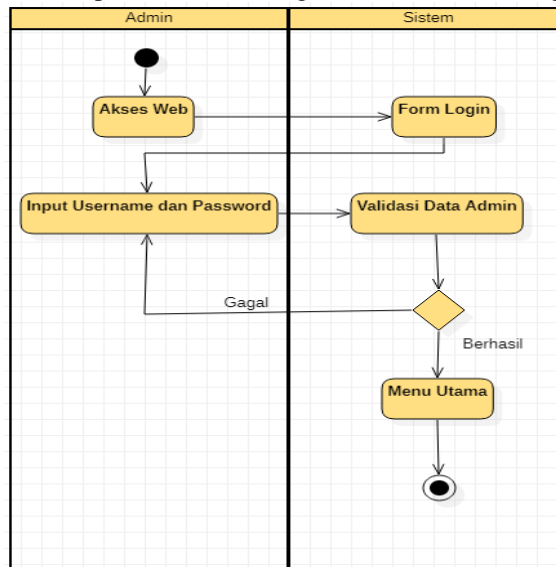 Admin
Sistem
Akses Web
Form Login
Input Username dan Password
Validasi Data Admin
Gagal
Berhasil
Menu Utama